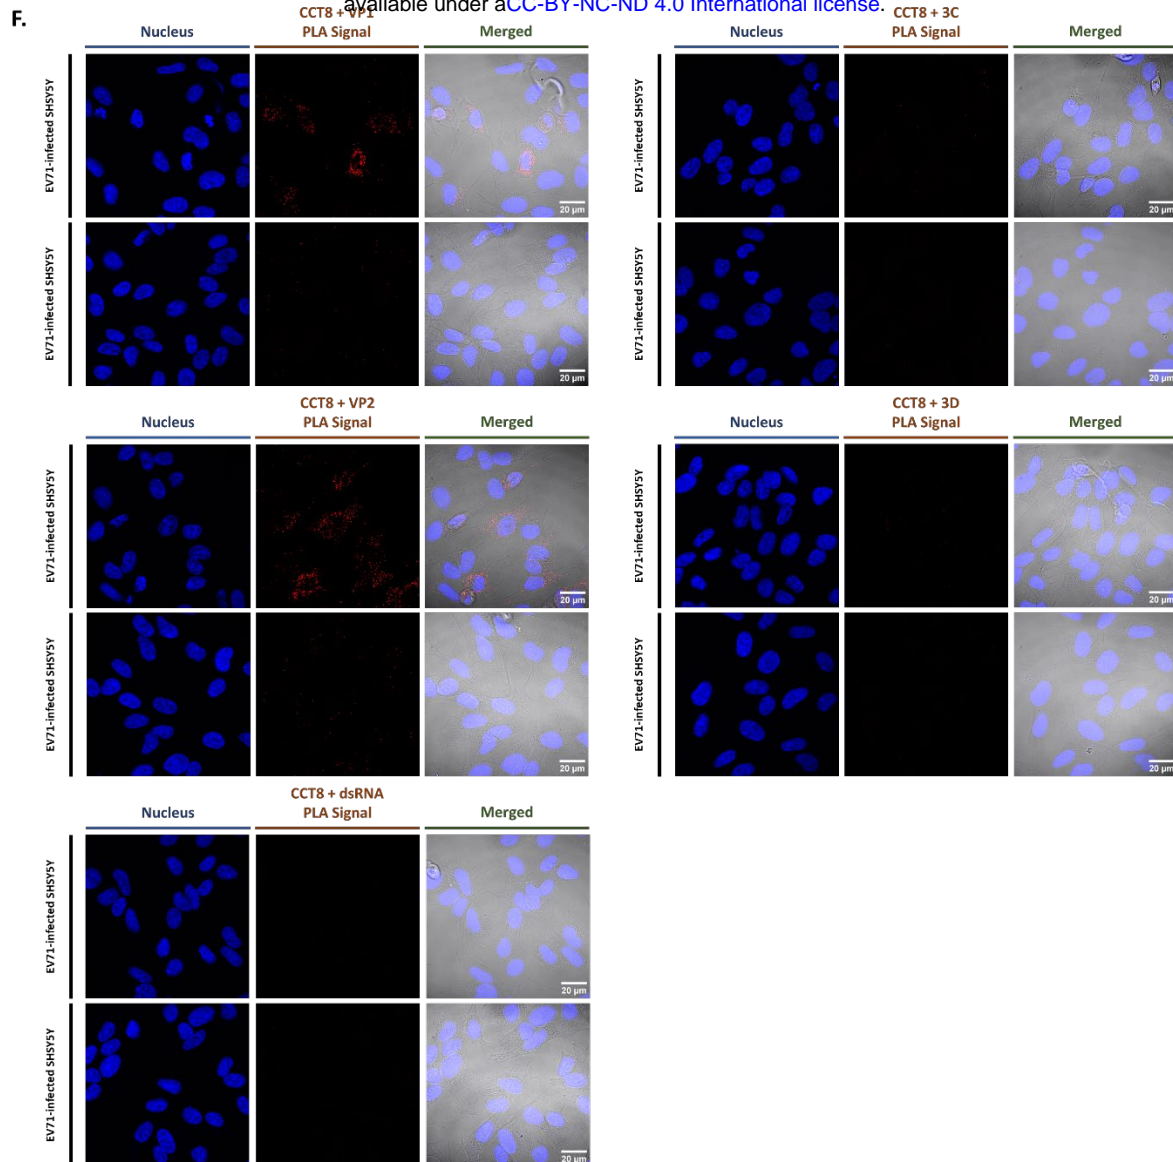 available under aCC-BY-NC-ND 4.0 International license.
F.
CCT8 + VP1
Nucleus PLA Signal Merged
EV71-infected SHSY5Y
20 µm
EV71-infected SHSY5Y
20 µm
CCT8 + 3C
Nucleus PLA Signal Merged
EV71-infected SHSY5Y
20 µm
EV71-infected SHSY5Y
20 µm
CCT8 + VP2
Nucleus PLA Signal Merged
EV71-infected SHSY5Y
20 µm
EV71-infected SHSY5Y
20 µm
CCT8 + 3D
Nucleus PLA Signal Merged
EV71-infected SHSY5Y
20 µm
EV71-infected SHSY5Y
20 µm
CCT8 + dsRNA
Nucleus PLA Signal Merged
EV71-infected SHSY5Y
20 µm
EV71-infected SHSY5Y
20 µm